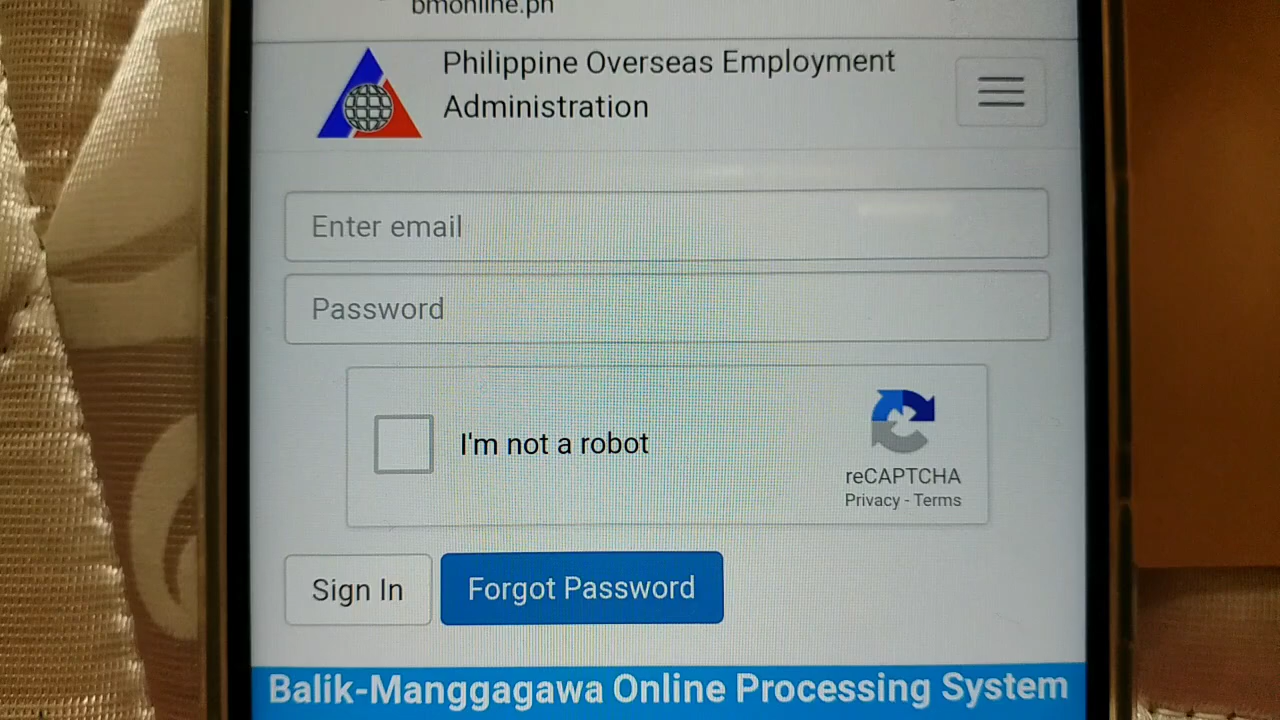 bmonline.ph
Philippine Overseas Employment
Administration
Enter email
Password
I'm not a robot
reCAPTCHA
Privacy - Terms
Sign In
Forgot Password
Balik-Manggagawa Online Processing System